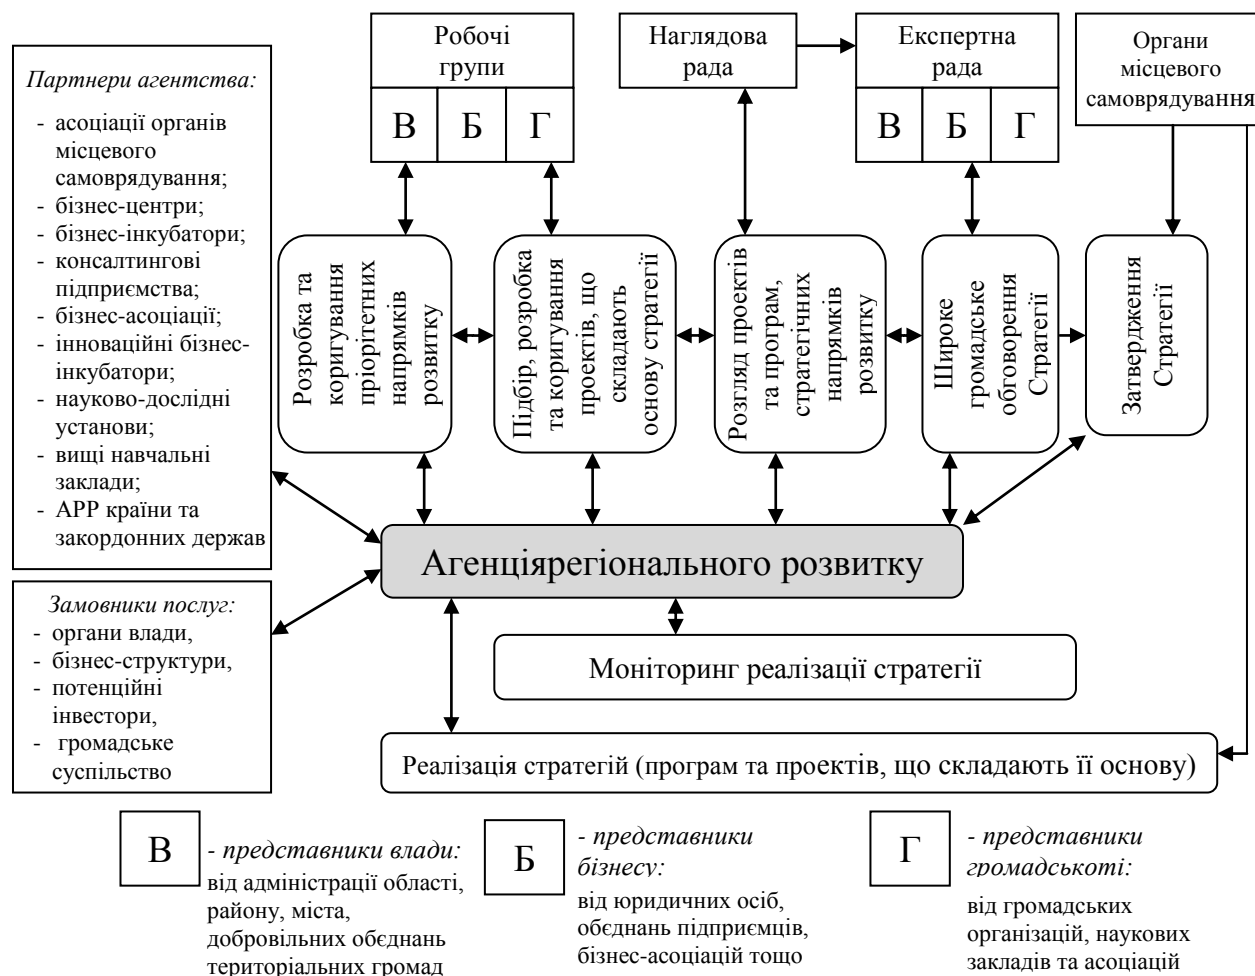 Робочі
групи
В
Б
Г
Наглядова
рада
Експертна
рада
В
Б
Г
Органи
місцевого
самоврядування
Партнери агентства:
- асоціації органів
місцевого
самоврядування;
- бізнес-центри;
- бізнес-інкубатори;
- консалтингові
підприємства;
- бізнес-асоціації;
- інноваційні бізнес-
інкубатори;
- науково-дослідні
установи;
- вищі навчальні
заклади;
- АРР країни та
закордонних держав
Розробка та
коригування
пріорітетних
напрямків
розвитку
Підбір, розробка
та коригування
проектів, що
складають
основу стратегії
Розгляд проектів
та програм,
стратегічних
напрямків
розвитку
Широке
громадське
обговорення
Стратегії
Затвердження
Стратегії
Агенціярегіонального розвитку
Замовники послуг:
- органи влади,
- бізнес-структури,
- потенційні
інвестори,
- громадське
суспільство
Моніторинг реалізації стратегії
Реалізація стратегій (програм та проектів, що складають її основу)
В
- представники влади:
від адміністрації області,
району, міста,
добровільних обєднань
територіальних громад
Б
- представники
бізнесу:
від юридичних осіб,
обєднань підприємців,
бізнес-асоціацій тощо
Г
- представники
громадськоті:
від громадських
організацій, наукових
закладів та асоціацій